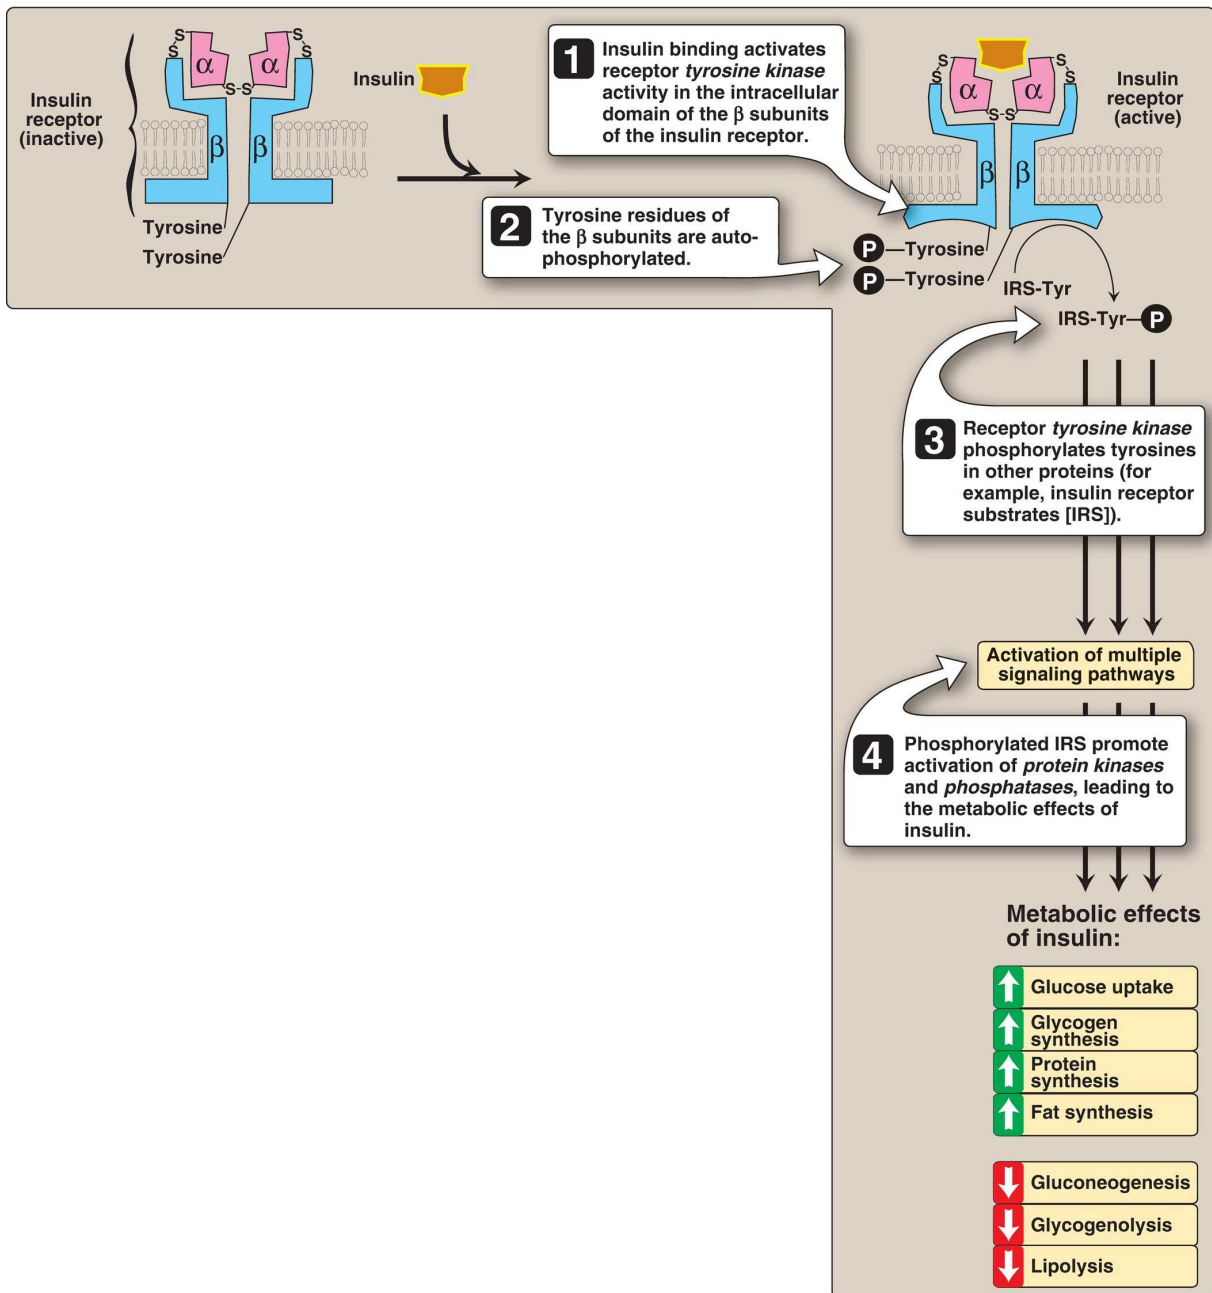 S
S
α
α
S
S
S-S
Insulin
receptor
(inactive)
β
β
Tyrosine
Tyrosine
Insulin
1
Insulin binding activates
receptor tyrosine kinase
activity in the intracellular
domain of the β subunits
of the insulin receptor.
2
Tyrosine residues of
the β subunits are auto-
phosphorylated.
S
S
α
α
S
S
S-S
Insulin
receptor
(active)
β
β
P—Tyrosine
P—Tyrosine
IRS-Tyr
IRS-Tyr—P
3
Receptor tyrosine kinase
phosphorylates tyrosines
in other proteins (for
example, insulin receptor
substrates [IRS]).
Activation of multiple
signaling pathways
4
Phosphorylated IRS promote
activation of protein kinases
and phosphatases, leading to
the metabolic effects of
insulin.
Metabolic effects
of insulin:
Glucose uptake
Glycogen
synthesis
Protein
synthesis
Fat synthesis
Gluconeogenesis
Glycogenolysis
Lipolysis